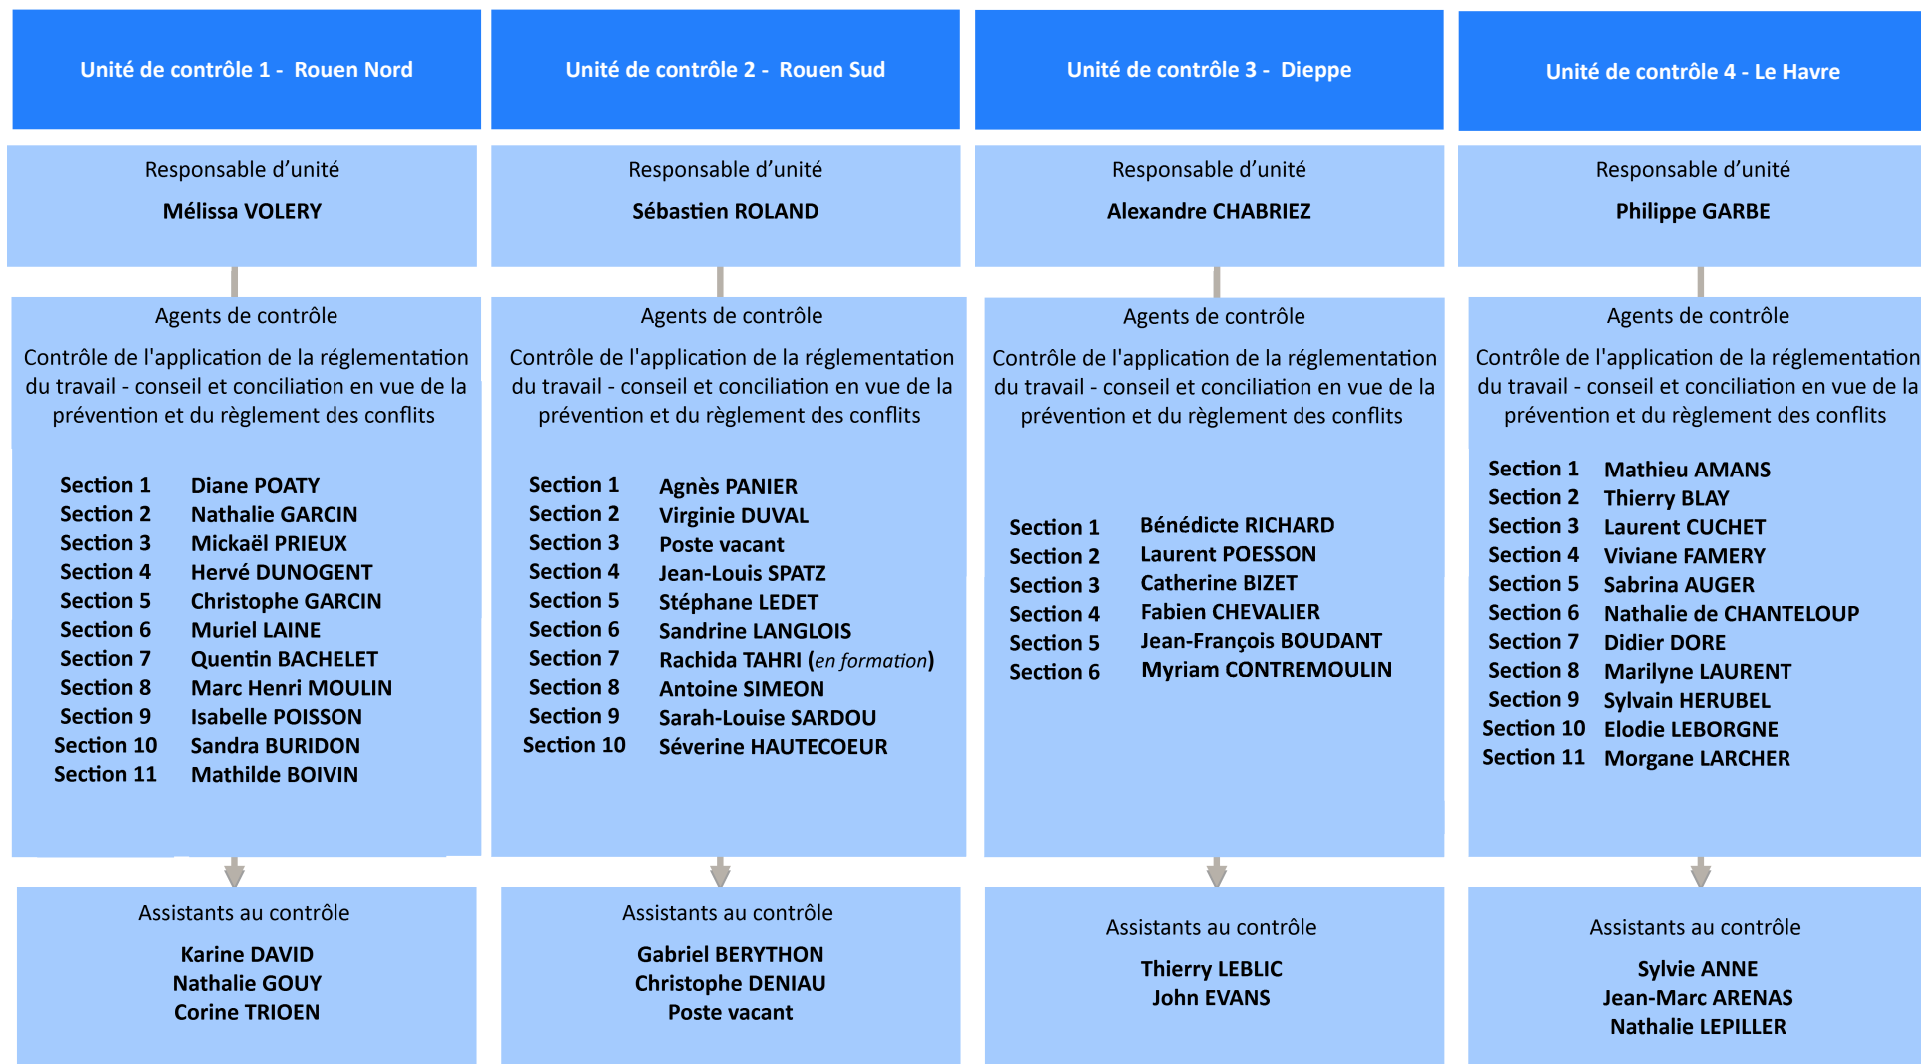 Unité de contrôle 1 - Rouen Nord
Responsable d’unité
Mélissa VOLERY
Agents de contrôle
Contrôle de l'application de la réglementation
du travail - conseil et conciliation en vue de la
prévention et du règlement des conflits
Section 1 Diane POATY
Section 2 Nathalie GARCIN
Section 3 Mickaël PRIEUX
Section 4 Hervé DUNOGENT
Section 5 Christophe GARCIN
Section 6 Muriel LAINE
Section 7 Quentin BACHELET
Section 8 Marc Henri MOULIN
Section 9 Isabelle POISSON
Section 10 Sandra BURIDON
Section 11 Mathilde BOIVIN
Assistants au contrôle
Karine DAVID
Nathalie GOUY
Corine TRIOEN
Unité de contrôle 2 - Rouen Sud
Responsable d’unité
Sébastien ROLAND
Agents de contrôle
Contrôle de l'application de la réglementation
du travail - conseil et conciliation en vue de la
prévention et du règlement des conflits
Section 1 Agnès PANIER
Section 2 Virginie DUVAL
Section 3 Poste vacant
Section 4 Jean-Louis SPATZ
Section 5 Stéphane LEDET
Section 6 Sandrine LANGLOIS
Section 7 Rachida TAHRI (en formation)
Section 8 Antoine SIMEON
Section 9 Sarah-Louise SARDOU
Section 10 Séverine HAUTECOEUR
Assistants au contrôle
Gabriel BERYTHON
Christophe DENIAU
Poste vacant
Unité de contrôle 3 - Dieppe
Responsable d’unité
Alexandre CHABRIEZ
Agents de contrôle
Contrôle de l'application de la réglementation
du travail - conseil et conciliation en vue de la
prévention et du règlement des conflits
Section 1 Bénédicte RICHARD
Section 2 Laurent POESSON
Section 3 Catherine BIZET
Section 4 Fabien CHEVALIER
Section 5 Jean-François BOUDANT
Section 6 Myriam CONTREMOULIN
Assistants au contrôle
Thierry LEBLIC
John EVANS
Unité de contrôle 4 - Le Havre
Responsable d’unité
Philippe GARBE
Agents de contrôle
Contrôle de l'application de la réglementation
du travail - conseil et conciliation en vue de la
prévention et du règlement des conflits
Section 1 Mathieu AMANS
Section 2 Thierry BLAY
Section 3 Laurent CUCHET
Section 4 Viviane FAMERY
Section 5 Sabrina AUGER
Section 6 Nathalie de CHANTELOUP
Section 7 Didier DORE
Section 8 Marilyne LAURENT
Section 9 Sylvain HERUBEL
Section 10 Elodie LEBORGNE
Section 11 Morgane LARCHER
Assistants au contrôle
Sylvie ANNE
Jean-Marc ARENAS
Nathalie LEPILLER